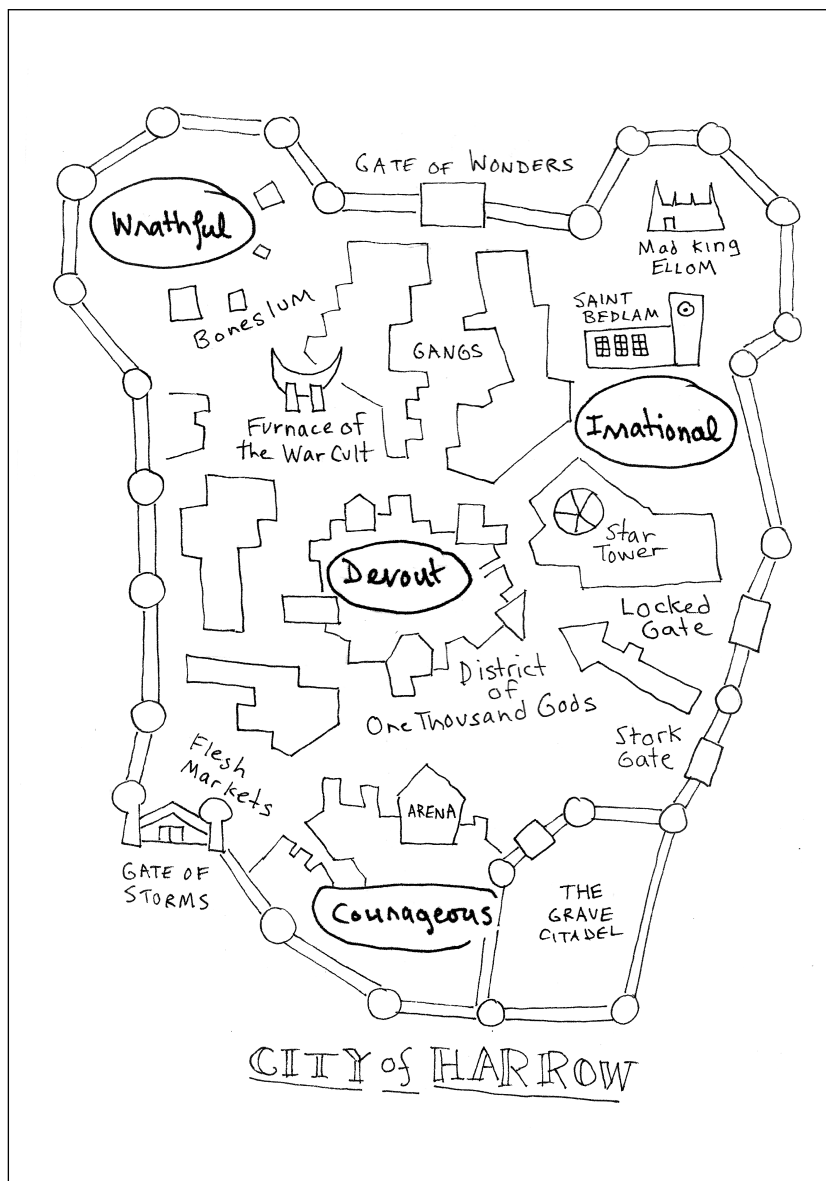 GATE OF WONDERS
Wrathful
Mad King
ELLOM
SAINT
BEDLAM
Boneslum
GANGS
Irrational
Furnace of
the War Cult
Star
Tower
Devout
Locked
Gate
District
of
One Thousand Gods
Stork
Gate
Flesh
Markets
ARENA
GATE OF
STORMS
Courageous
THE
GRAVE
CITADEL
CITY of HARROW